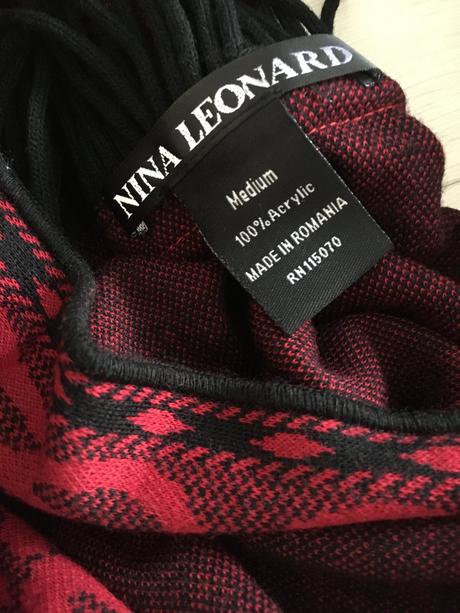 NINA LEONARD
Medium
100% Acrylic
MADE IN ROMANIA
RN115070